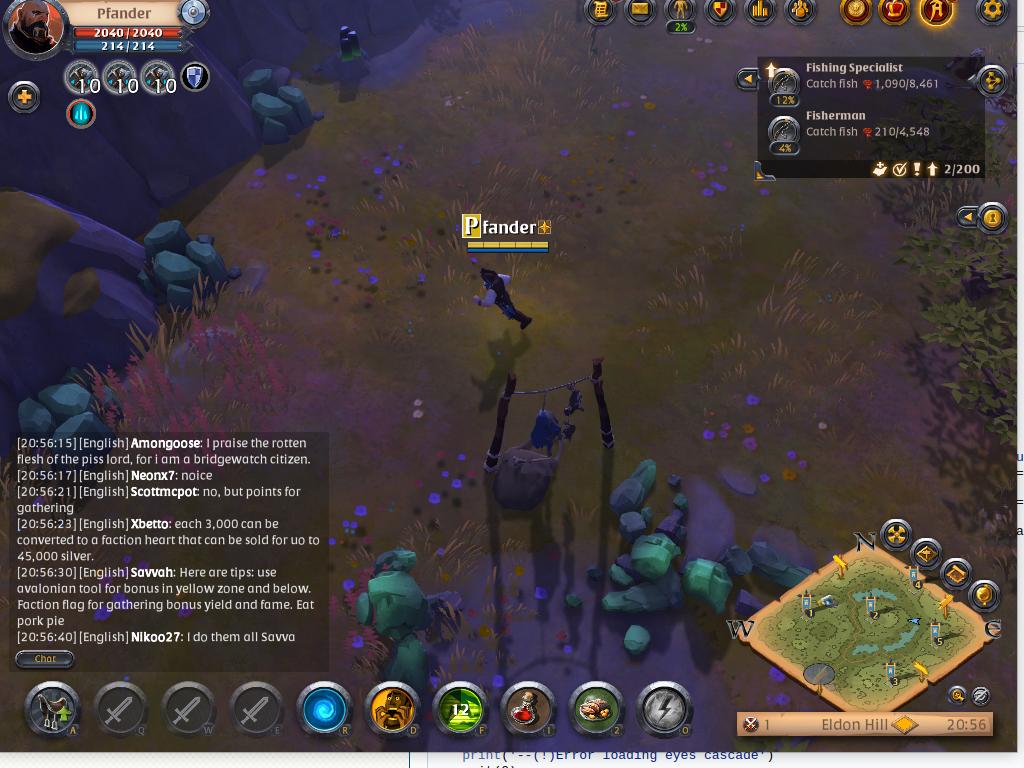 Pfander
2040/2040
214/214
10 10 10
2%
Fishing Specialist
Catch fish 1,090/8,461
12%
Fisherman
Catch fish 210/4,548
4%
2/200
1
Pfander
[20:56:15] [English] Amongoose: I praise the rotten
flesh of the piss lord, for i am a bridgewatch citizen.
[20:56:17] [English] Neonx7: noice
[20:56:21] [English] Scottmcpot: no, but points for
gathering
[20:56:23] [English] Xbetto: each 3,000 can be
converted to a faction heart that can be sold for uo to
45,000 silver.
[20:56:30] [English] Savvah: Here are tips: use
avalonian tool for bonus in yellow zone and below.
Faction flag for gathering bonus yield and fame. Eat
pork pie
[20:56:40] [English] Nikoo27: I do them all Savva
Chat
N
W
E
1
2
3
4
5
A
Q
W
E
R
D
12
F
1
2
O
1 Eldon Hill 20:56
print('--(!)Error loading eyes cascade')